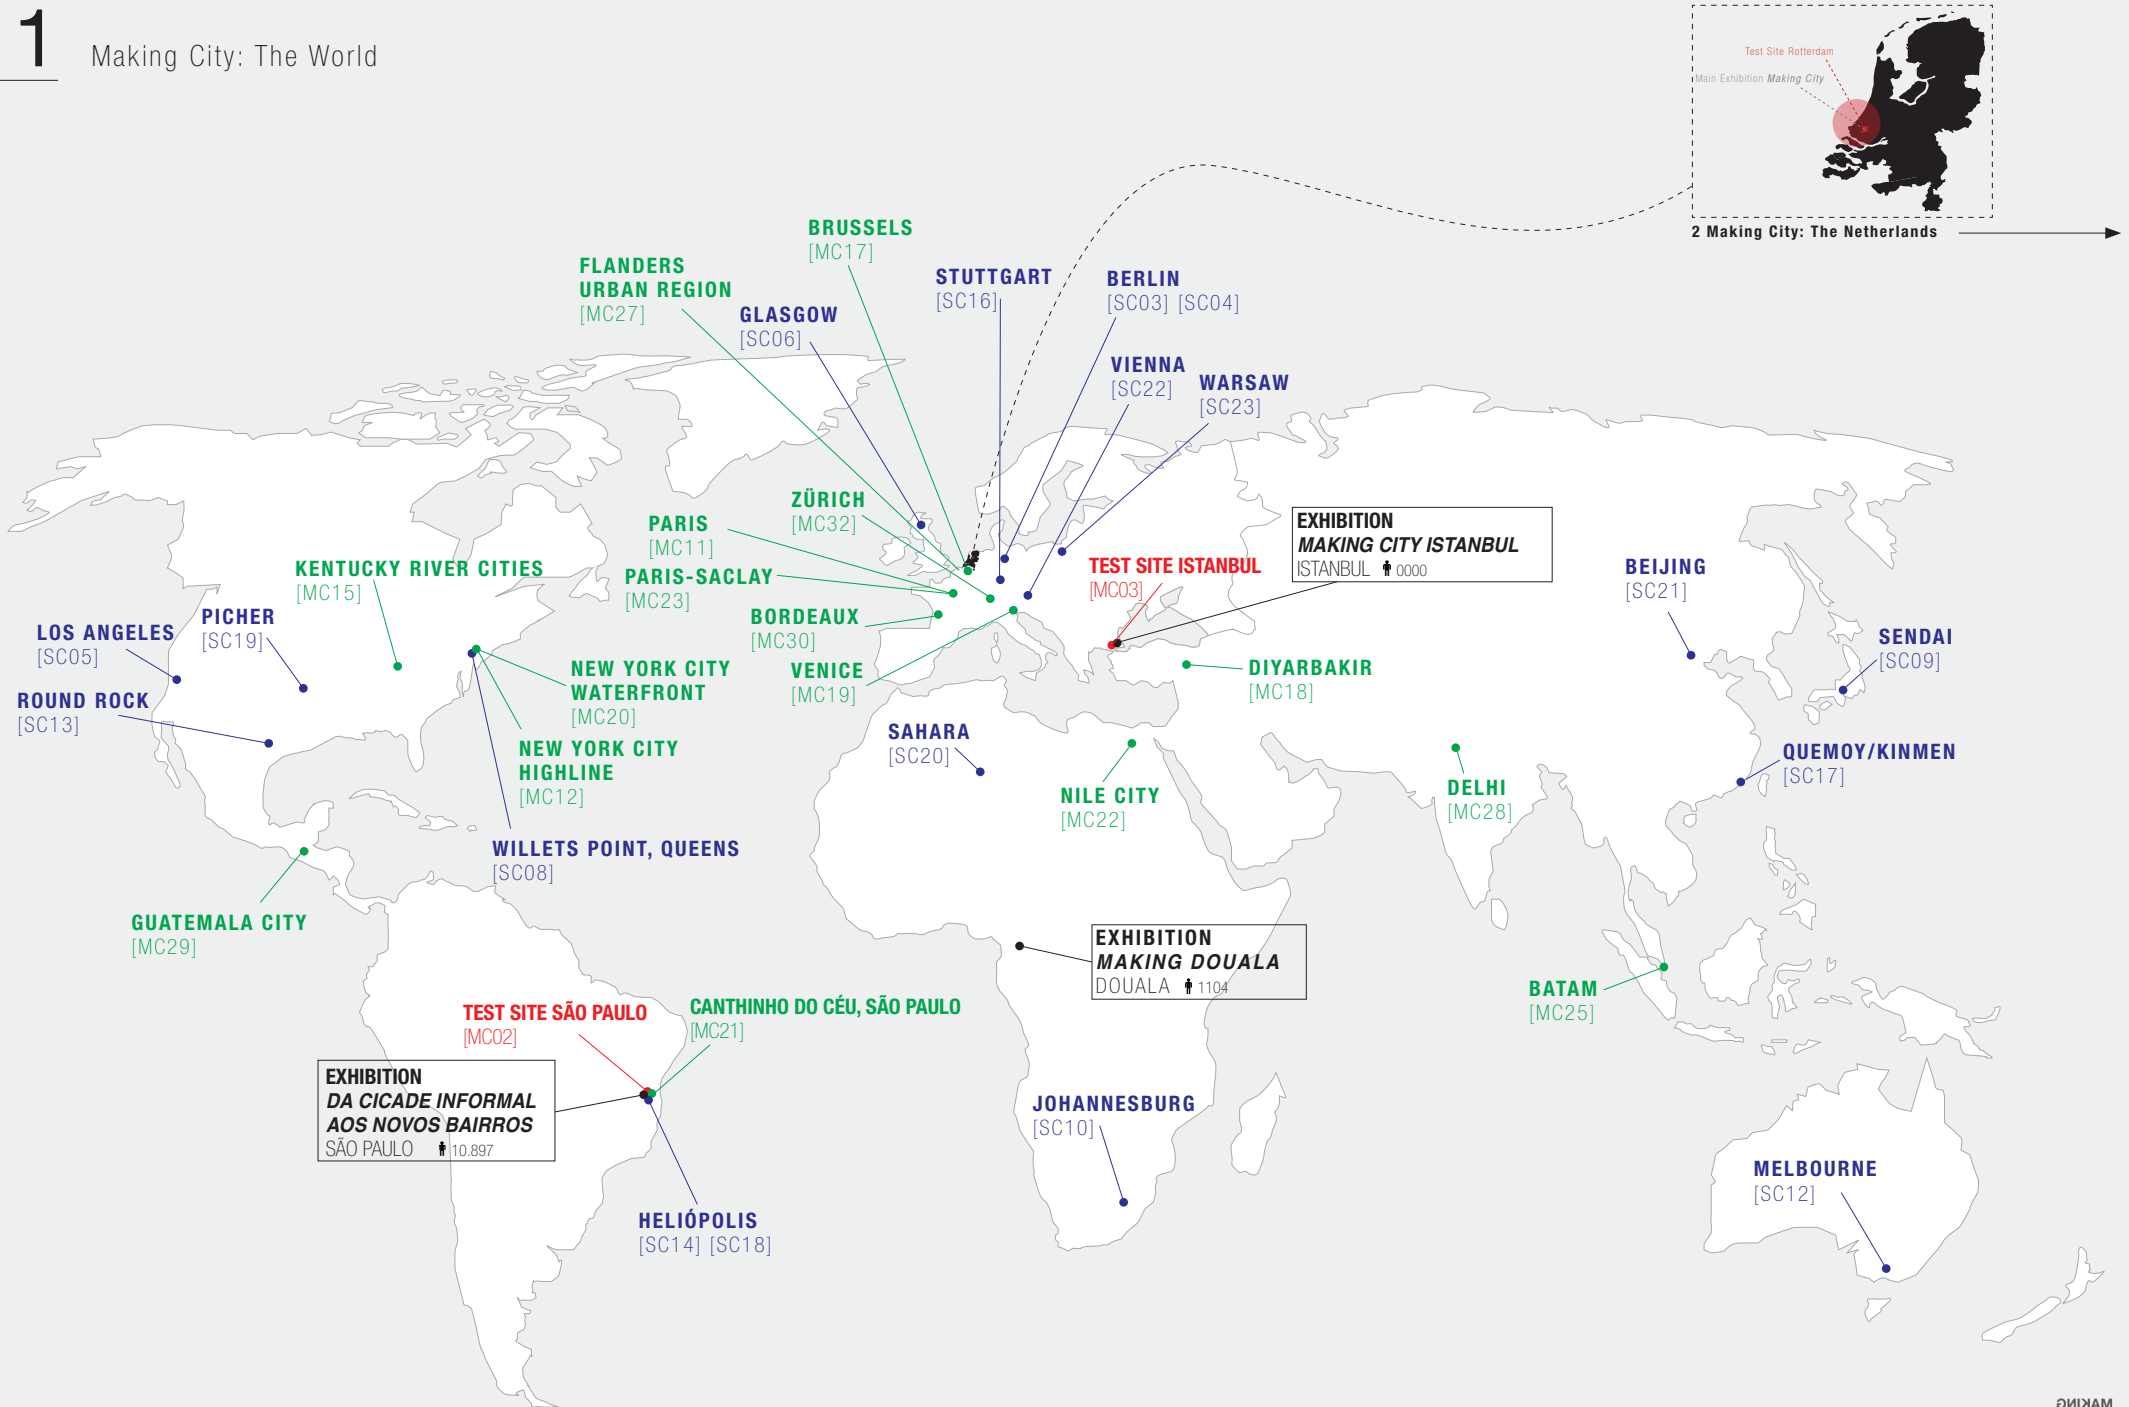 1
Making City: The World
Test Site Rotterdam
Main Exhibition Making City
2 Making City: The Netherlands
BRUSSELS
[MC17]
FLANDERS
URBAN REGION
[MC27]
GLASGOW
[SC06]
STUTTGART
[SC16]
BERLIN
[SC03] [SC04]
VIENNA
[SC22]
WARSAW
[SC23]
ZÜRICH
[MC32]
PARIS
[MC11]
PARIS-SACLAY
[MC23]
BORDEAUX
[MC30]
VENICE
[MC19]
TEST SITE ISTANBUL
[MC03]
EXHIBITION
MAKING CITY ISTANBUL
ISTANBUL 0000
DIYARBAKIR
[MC18]
BEIJING
[SC21]
SENDAI
[SC09]
QUEMOY/KINMEN
[SC17]
DELHI
[MC28]
BATAM
[MC25]
MELBOURNE
[SC12]
KENTUCKY RIVER CITIES
[MC15]
PICHER
[SC19]
LOS ANGELES
[SC05]
ROUND ROCK
[SC13]
NEW YORK CITY
WATERFRONT
[MC20]
NEW YORK CITY
HIGHLINE
[MC12]
WILLETS POINT, QUEENS
[SC08]
GUATEMALA CITY
[MC29]
SAHARA
[SC20]
NILE CITY
[MC22]
EXHIBITION
MAKING DOUALA
DOUALA 1104
JOHANNESBURG
[SC10]
TEST SITE SÃO PAULO
[MC02]
CANTHINHO DO CÉU, SÃO PAULO
[MC21]
EXHIBITION
DA CICADE INFORMAL
AOS NOVOS BAIRROS
SÃO PAULO 10.897
HELIÓPOLIS
[SC14] [SC18]
MAKING